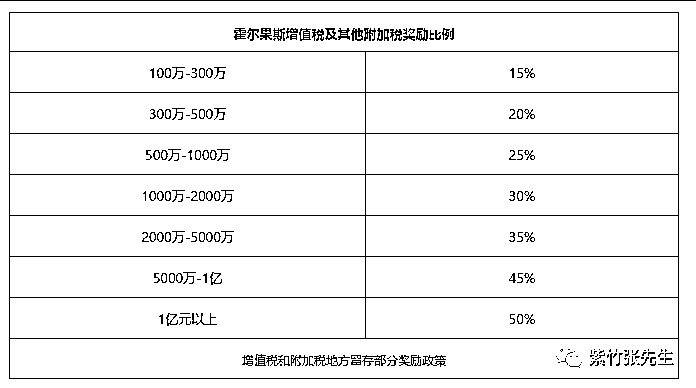 霍尔果斯增值税及其他附加税奖励比例
100万-300万 15%
300万-500万 20%
500万-1000万 25%
1000万-2000万 30%
2000万-5000万 35%
5000万-1亿 45%
1亿元以上 50%
增值税和附加税地方留存部分奖励政策
紫竹张先生